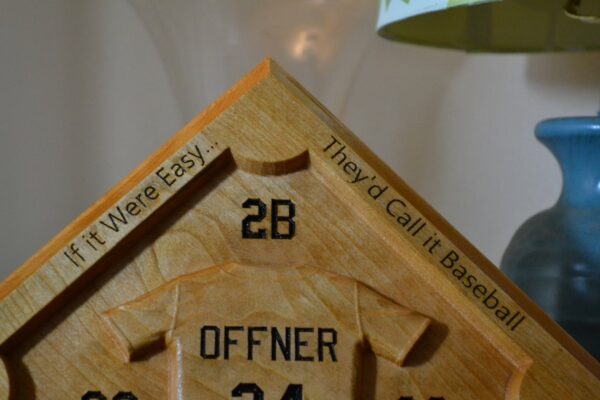 If it Were Easy...
They'd Call it Baseball
2B
OFFNER